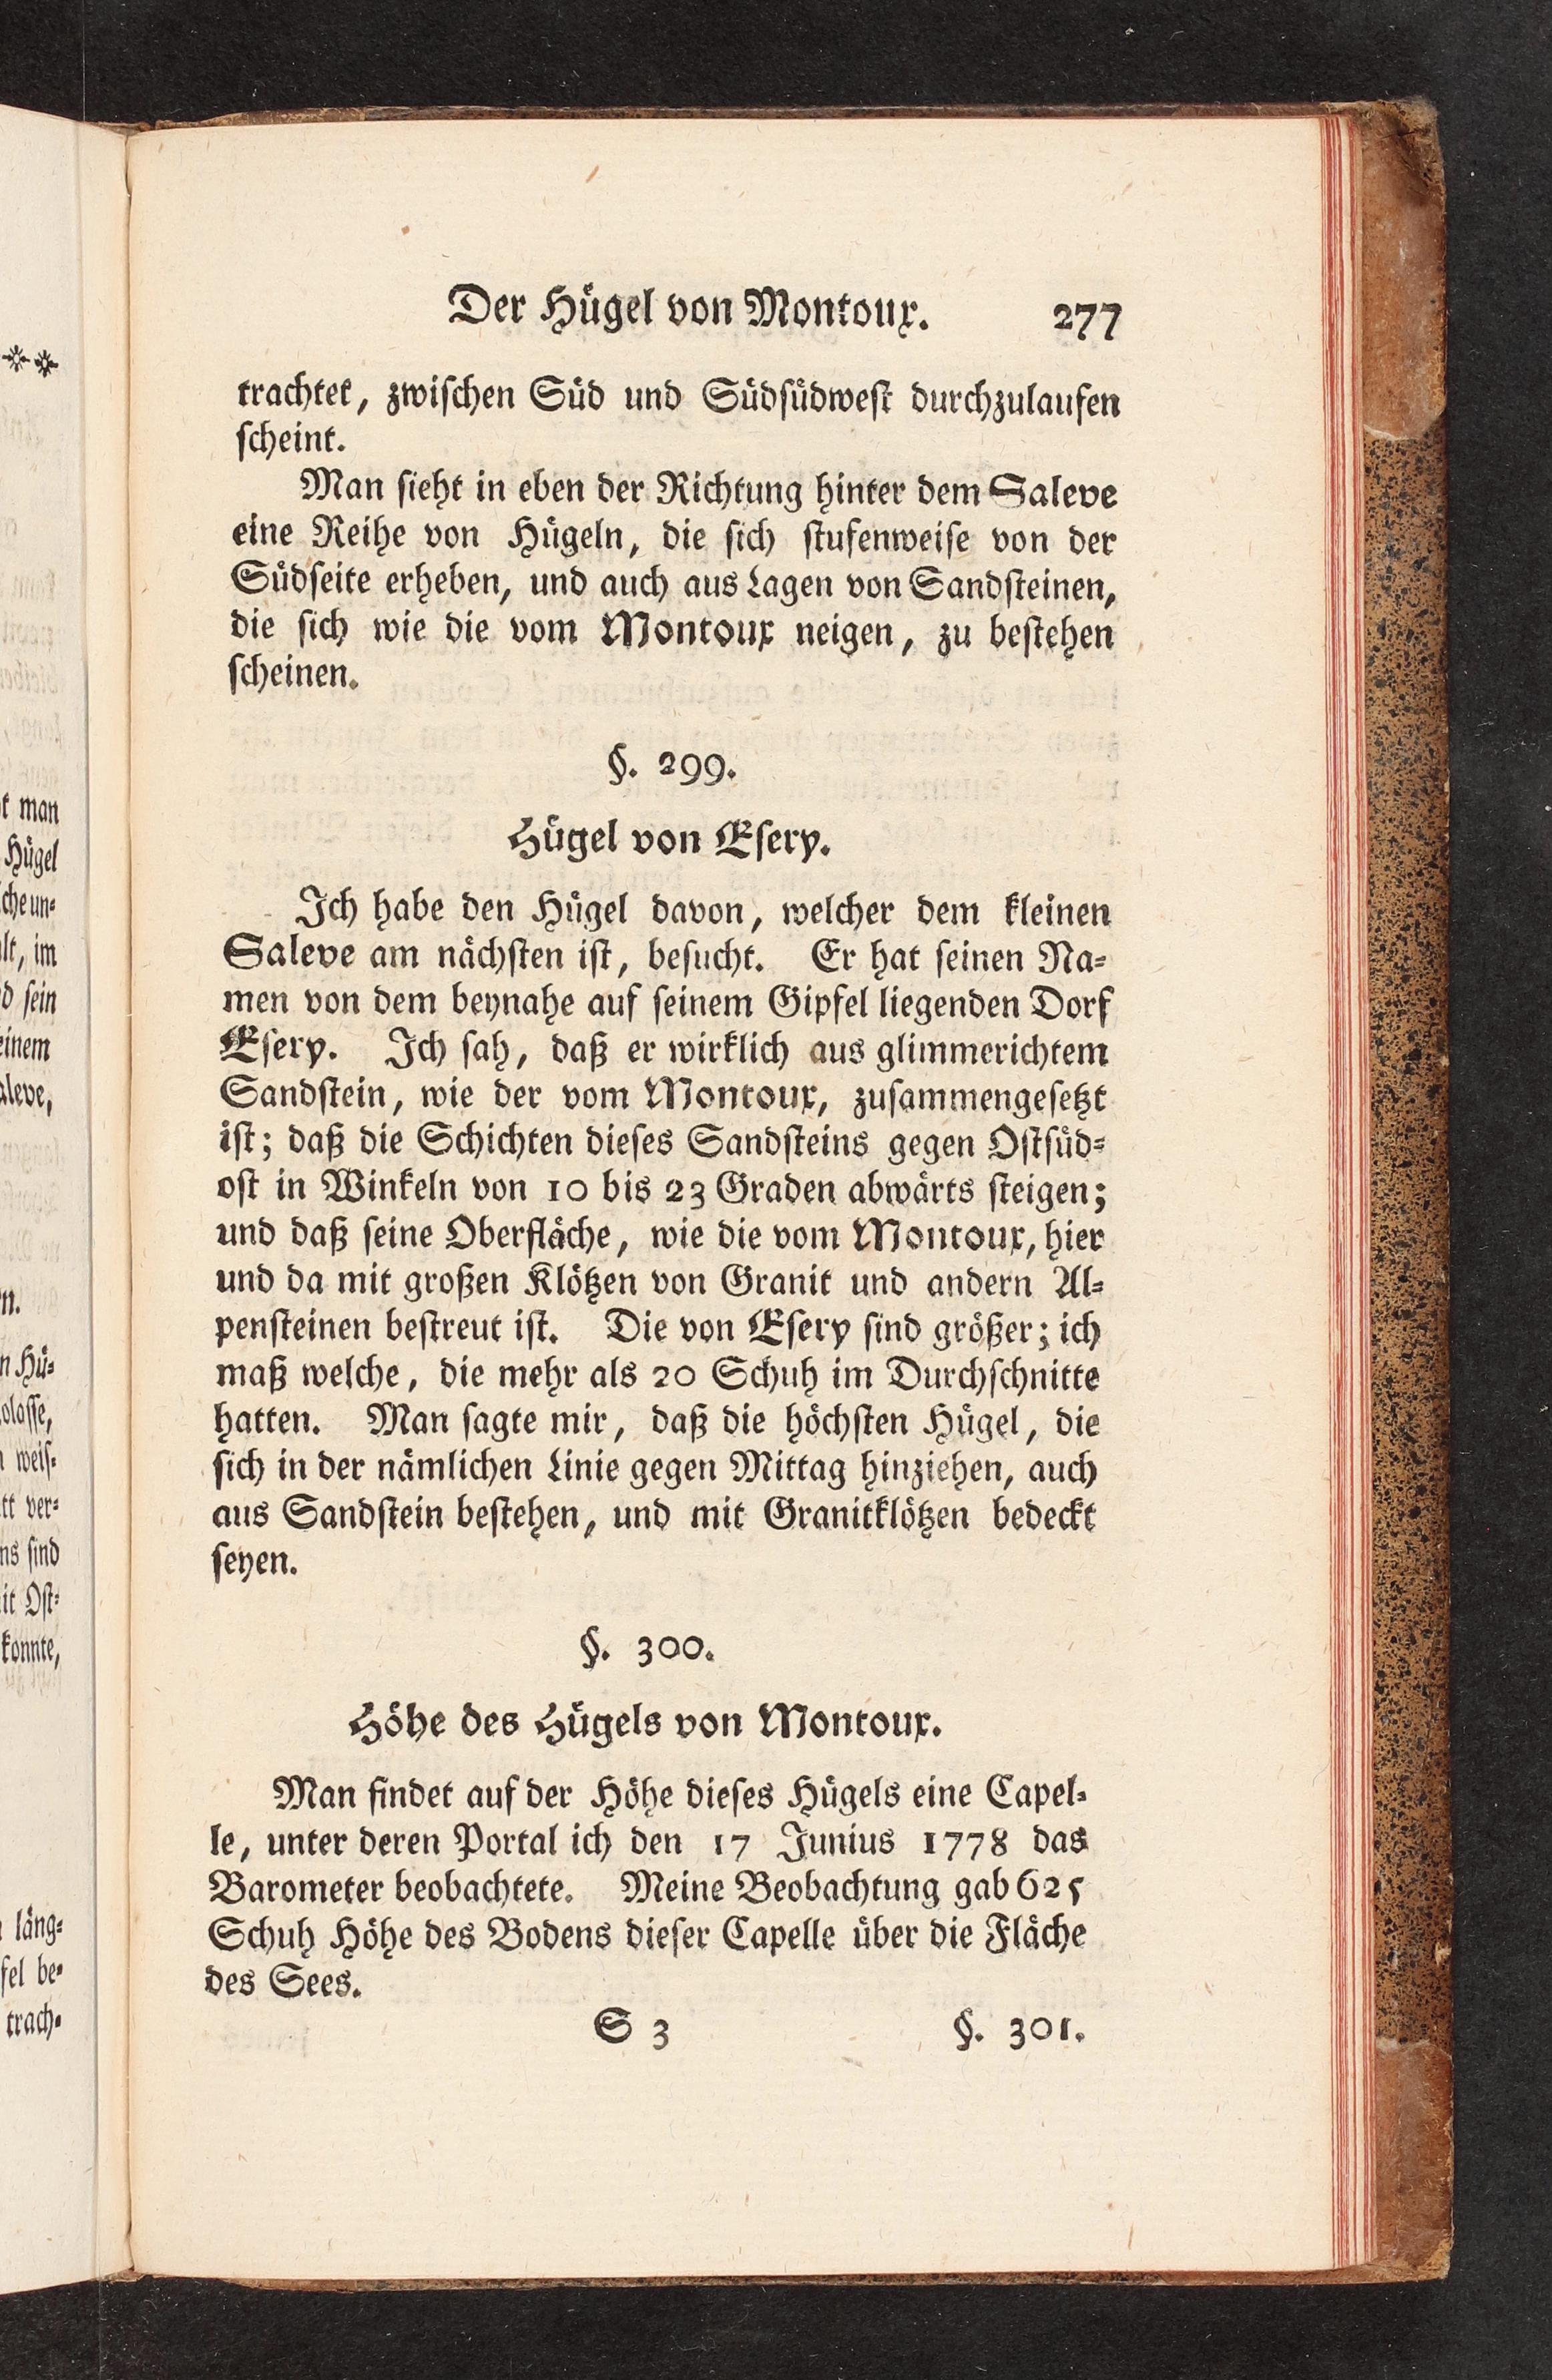 Der Hügel von Montoux. 277
trachtet, zwischen Süd und Südsüdwest durchzulaufen
scheint.
Man sieht in eben der Richtung hinter dem Saleve
eine Reihe von Hügeln, die sich stufenweise von der
Südseite erheben, und auch aus Lagen von Sandsteinen,
die sich wie die vom Montoux neigen, zu bestehen
scheinen.
§. 299.
Hügel von Esery.
Ich habe den Hügel davon, welcher dem kleinen
Saleve am nächsten ist, besucht. Er hat seinen Na-
men von dem beynahe auf seinem Gipfel liegenden Dorf
Esery. Ich sah, daß er wirklich aus glimmerichtem
Sandstein, wie der vom Montoux, zusammengesetzt
ist; daß die Schichten dieses Sandsteins gegen Ostsüd-
ost in Winkeln von 10 bis 23 Graden abwärts steigen;
und daß seine Oberfläche, wie die vom Montoux, hier
und da mit großen Klötzen von Granit und andern Al-
pensteinen bestreut ist. Die von Esery sind größer; ich
maß welche, die mehr als 20 Schuh im Durchschnitte
hatten. Man sagte mir, daß die höchsten Hügel, die
sich in der nämlichen Linie gegen Mittag hinziehen, auch
aus Sandstein bestehen, und mit Granitklötzen bedeckt
seyen.
§. 300.
Höhe des Hügels von Montoux.
Man findet auf der Höhe dieses Hügels eine Capel-
le, unter deren Portal ich den 17 Junius 1778 das
Barometer beobachtete. Meine Beobachtung gab 625
Schuh Höhe des Bodens dieser Capelle über die Fläche
des Sees.
S 3 §. 301.